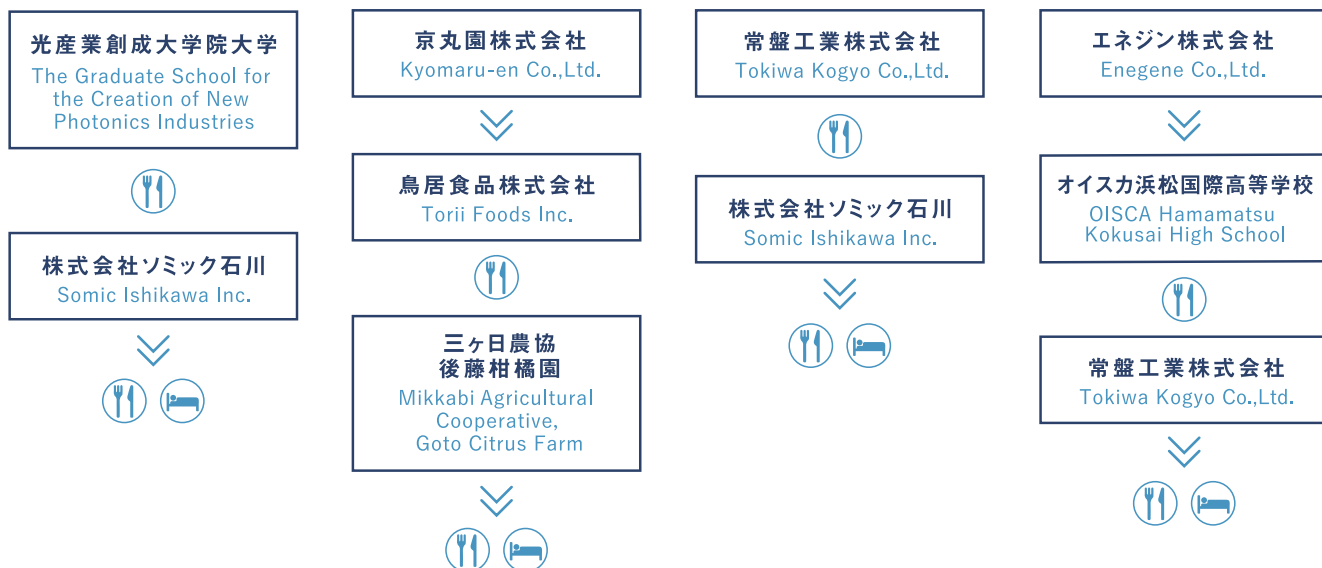 光産業創成大学院大学
The Graduate School for
the Creation of New
Photonics Industries
株式会社ソミック石川
Somic Ishikawa Inc.
京丸園株式会社
Kyomaru-en Co.,Ltd.
鳥居食品株式会社
Torii Foods Inc.
三ヶ日農協
後藤柑橘園
Mikkabi Agricultural
Cooperative,
Goto Citrus Farm
常盤工業株式会社
Tokiwa Kogyo Co.,Ltd.
株式会社ソミック石川
Somic Ishikawa Inc.
エネジン株式会社
Enegene Co.,Ltd.
オイスカ浜松国際高等学校
OISCA Hamamatsu
Kokusai High School
常盤工業株式会社
Tokiwa Kogyo Co.,Ltd.